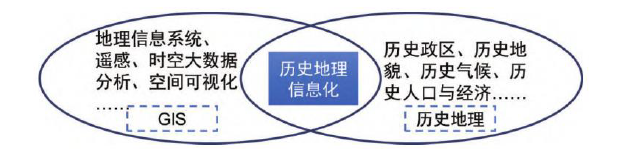 地理信息系统、
遥感、时空大数据
分析、空间可视化
……
GIS
历史地理
信息化
历史政区、历史地
貌、历史气候、历
史人口与经济……
历史地理